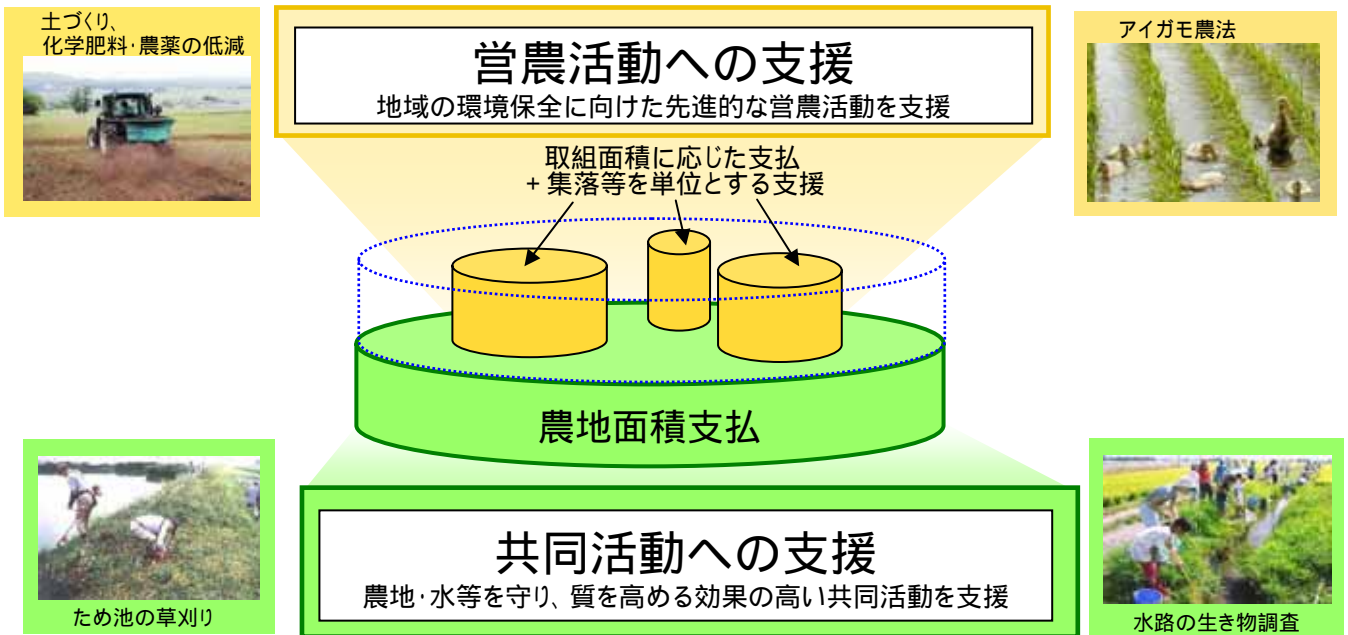 土づくり、
化学肥料・農薬の低減
営農活動への支援
地域の環境保全に向けた先進的な営農活動を支援
アイガモ農法
取組面積に応じた支払
+ 集落等を単位とする支援
農地面積支払
共同活動への支援
農地・水等を守り、質を高める効果の高い共同活動を支援
ため池の草刈り
水路の生き物調査